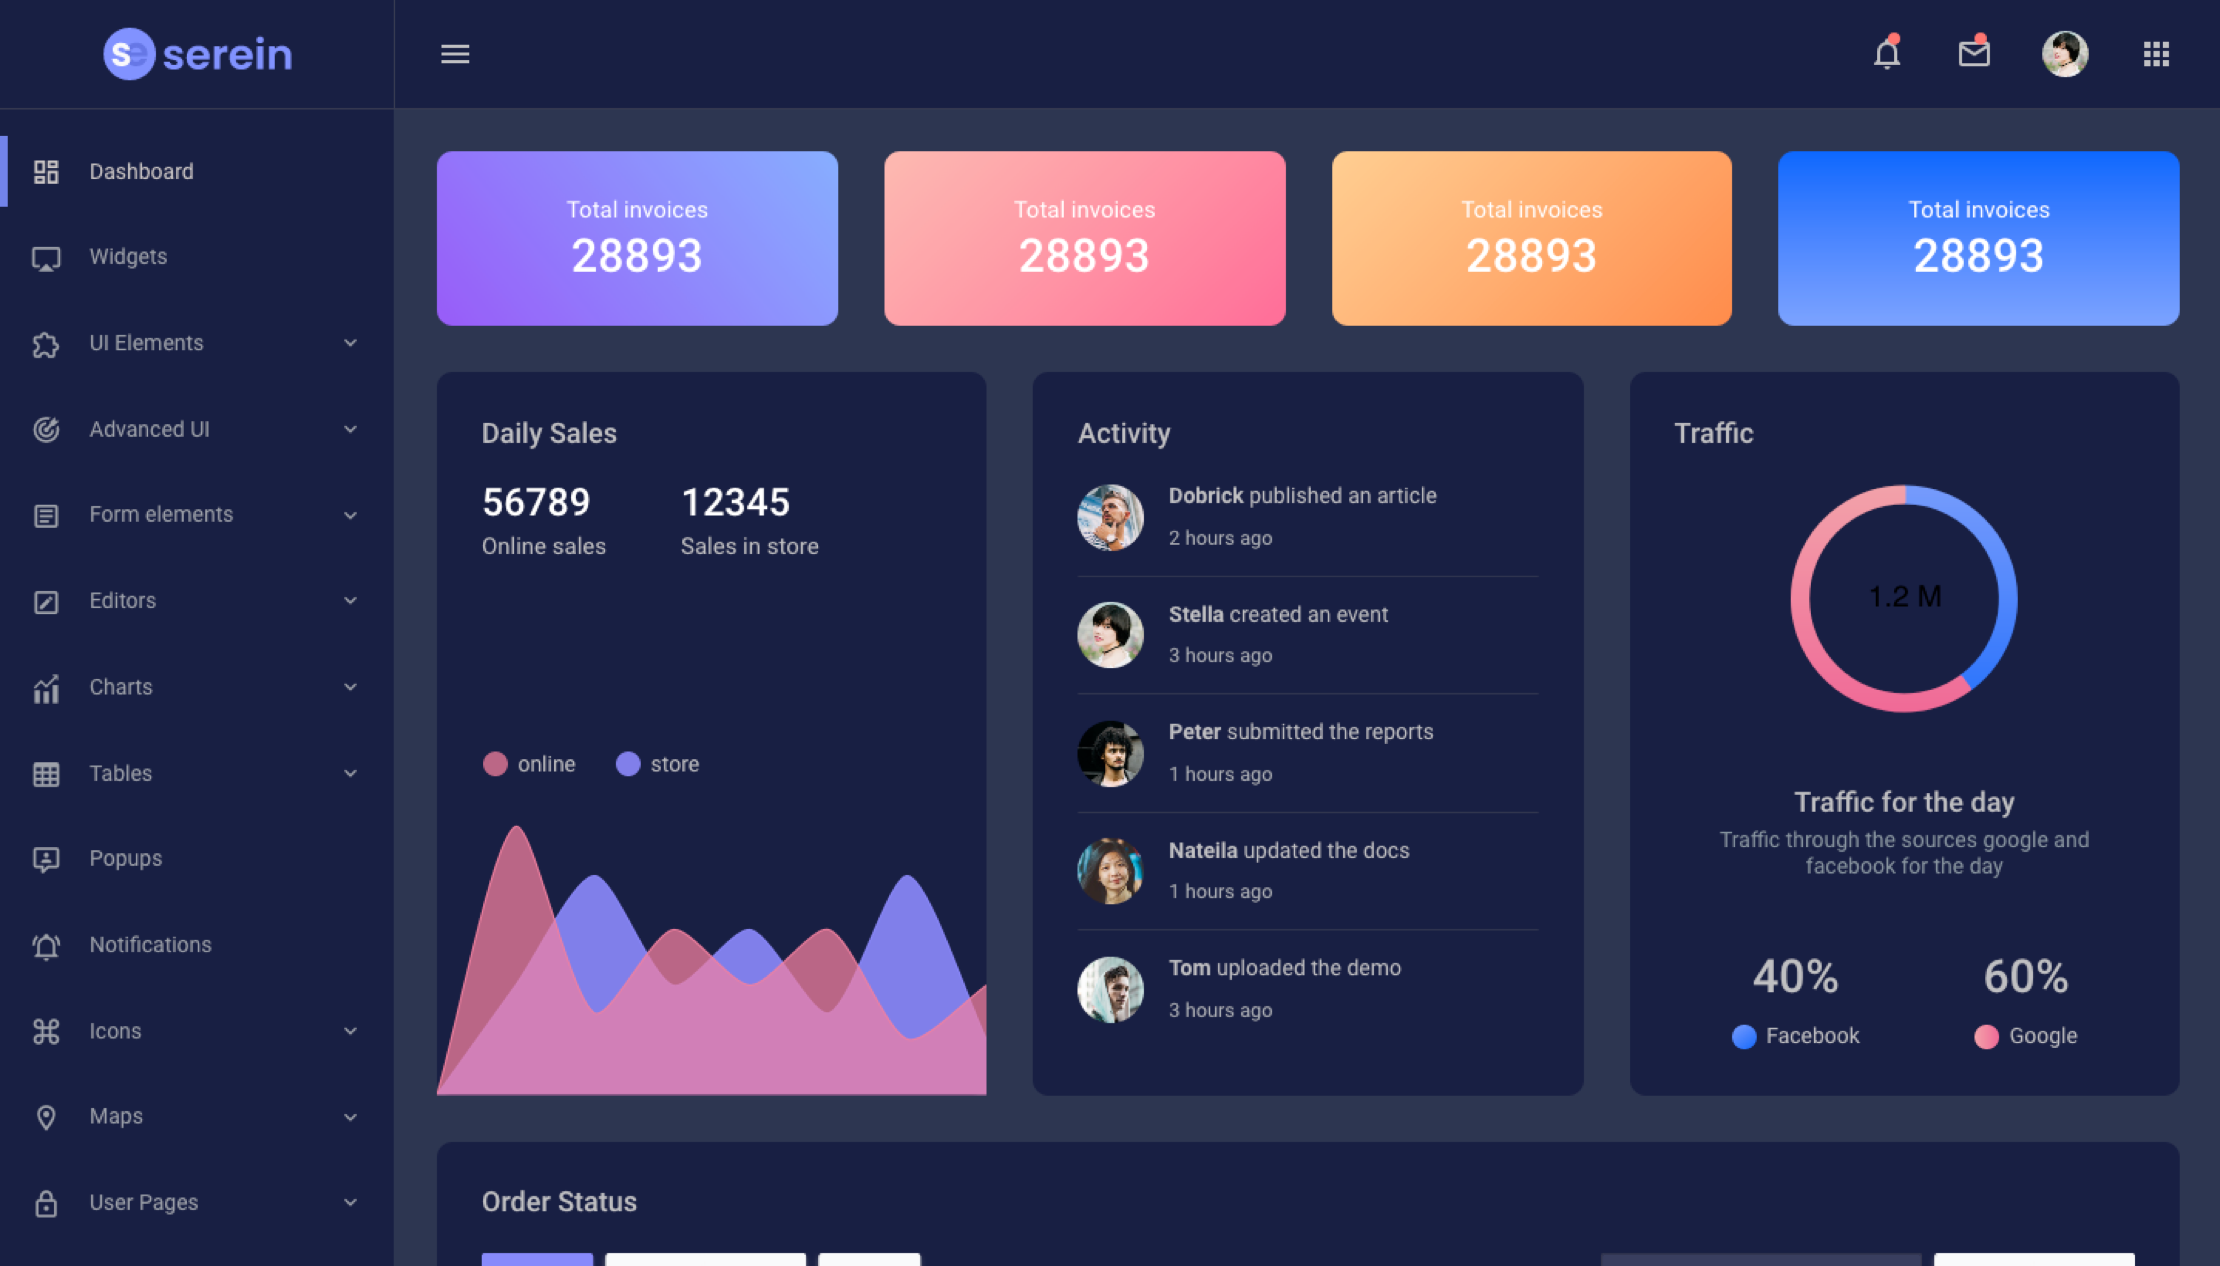 se serein
Dashboard
Widgets
UI Elements
Advanced UI
Form elements
Editors
Charts
Tables
Popups
Notifications
Icons
Maps
User Pages
Total invoices
28893
Total invoices
28893
Total invoices
28893
Total invoices
28893
Daily Sales
56789
Online sales
12345
Sales in store
online
store
Activity
Dobrick published an article
2 hours ago
Stella created an event
3 hours ago
Peter submitted the reports
1 hours ago
Nateila updated the docs
1 hours ago
Tom uploaded the demo
3 hours ago
Traffic
1.2 M
Traffic for the day
Traffic through the sources google and
facebook for the day
40%
Facebook
60%
Google
Order Status